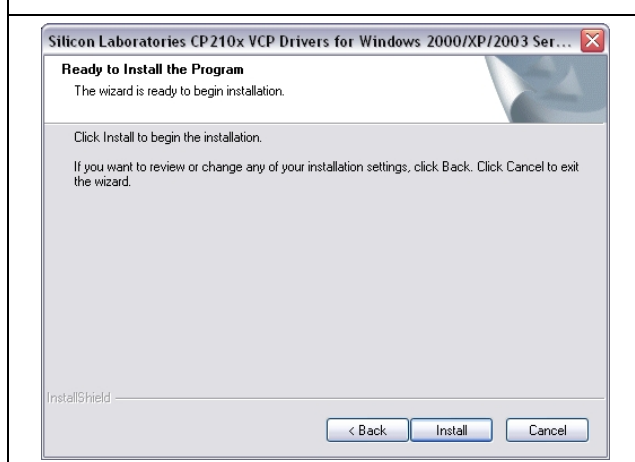 Silicon Laboratories CP210x VCP Drivers for Windows 2000/XP/2003 Ser...
Ready to Install the Program
The wizard is ready to begin installation.
Click Install to begin the installation.
If you want to review or change any of your installation settings, click Back. Click Cancel to exit
the wizard.
InstallShield
< Back Install Cancel